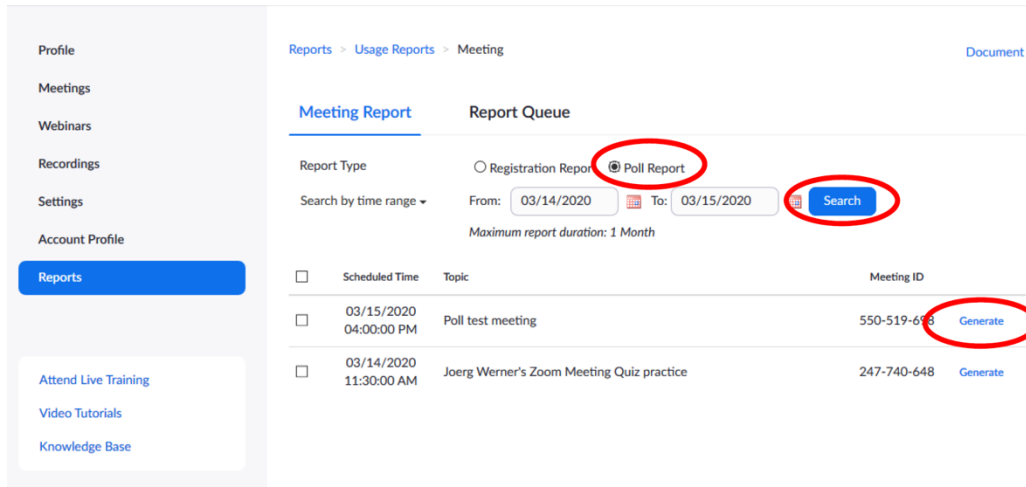 Profile
Meetings
Webinars
Recordings
Settings
Account Profile
Reports
Attend Live Training
Video Tutorials
Knowledge Base
Reports > Usage Reports > Meeting
Document
Meeting Report Report Queue
Report Type Registration Repor Poll Report
Search by time range From: 03/14/2020 To: 03/15/2020 Search
Maximum report duration: 1 Month
Scheduled Time Topic Meeting ID
03/15/2020
04:00:00 PM
Poll test meeting 550-519-698 Generate
03/14/2020
11:30:00 AM
Joerg Werner's Zoom Meeting Quiz practice 247-740-648 Generate